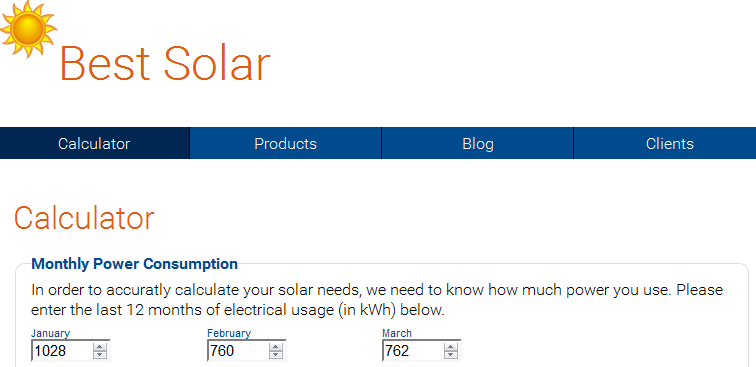 Best Solar
Calculator Products Blog Clients
Calculator
Monthly Power Consumption
In order to accuratly calculate your solar needs, we need to know how much power you use. Please
enter the last 12 months of electrical usage (in kWh) below.
January February March
1028 760 762